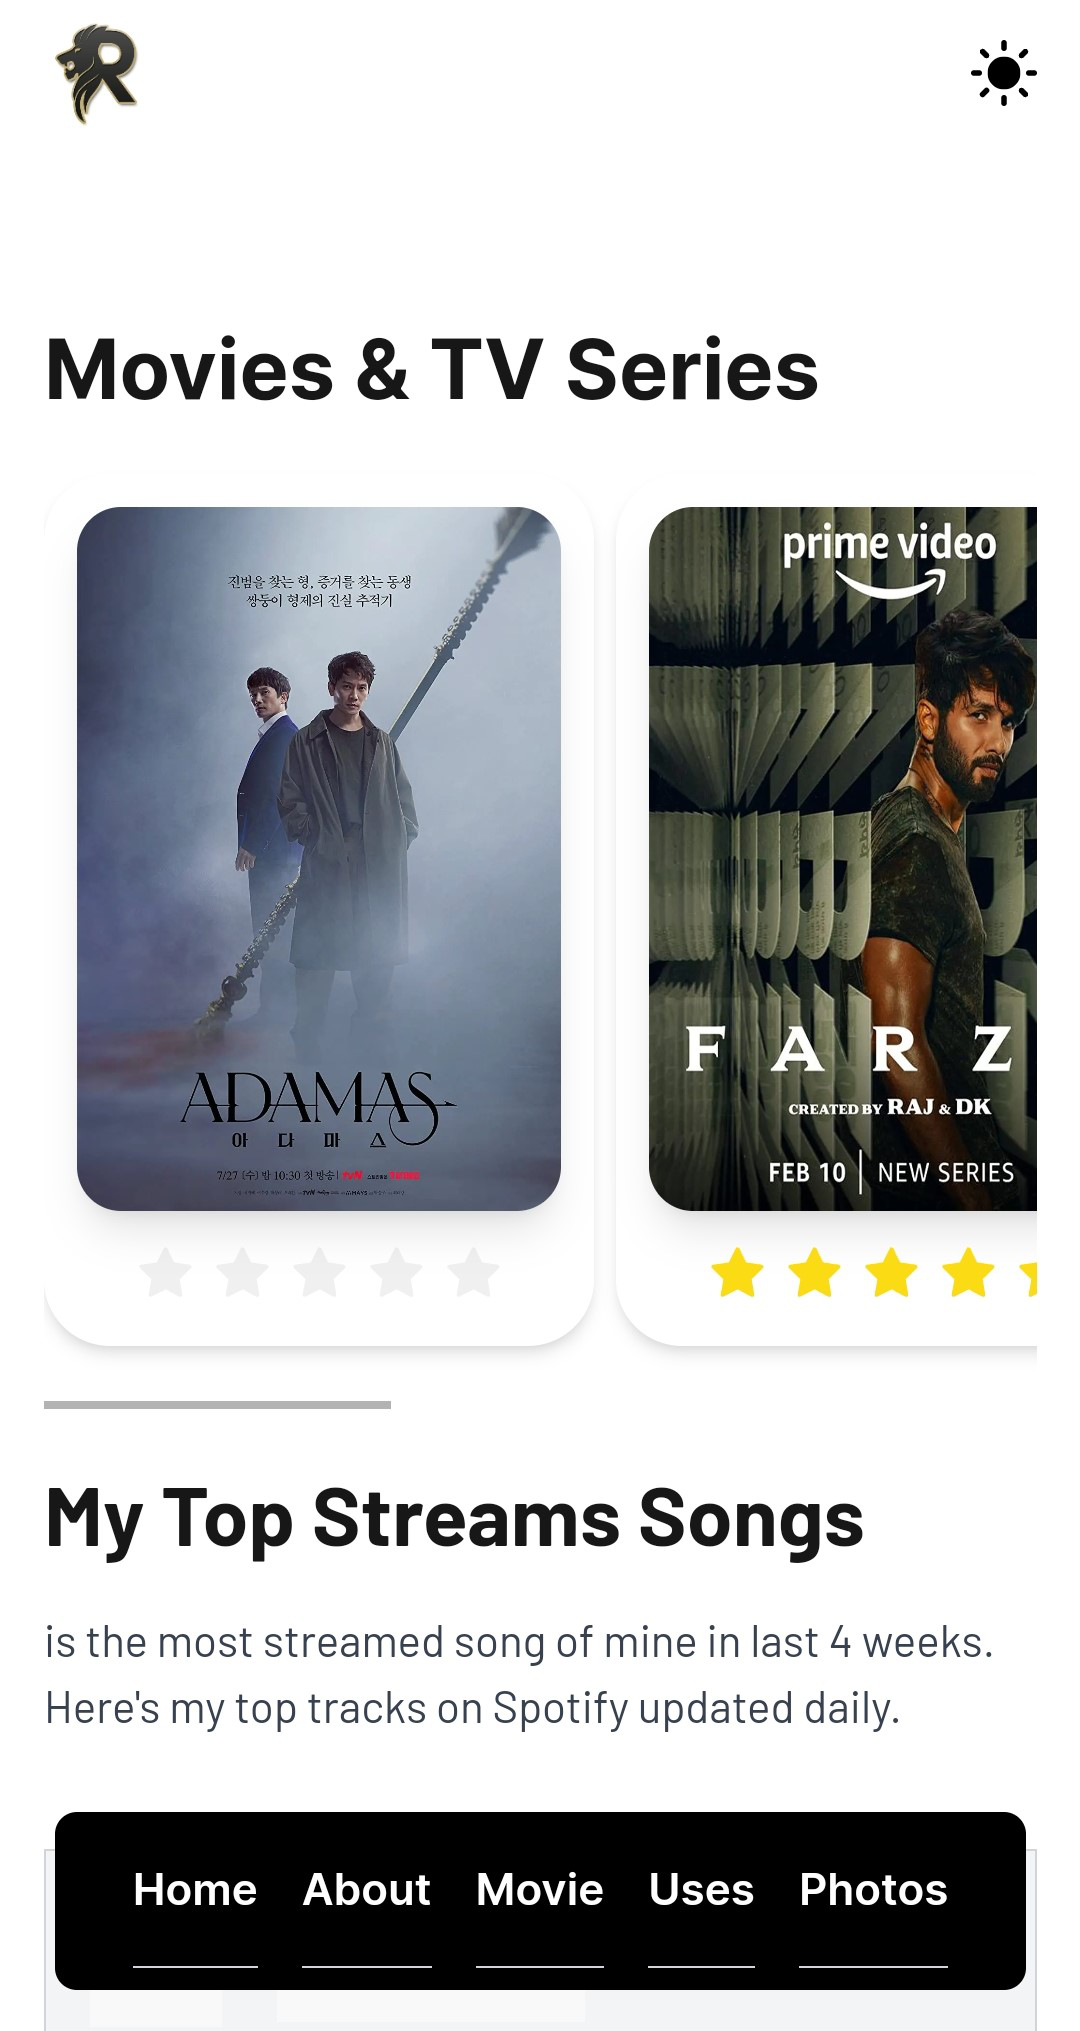 R
Movies & TV Series
진범을 찾는 형, 증거를 찾는 동생
쌍둥이 형제의 진실 추적기
ADAMAS
아 다 마 스
7/27 (수) 밤 10:30 첫 방송 tvN
prime video
F A R Z
CREATED BY RAJ & DK
FEB 10 | NEW SERIES
My Top Streams Songs
is the most streamed song of mine in last 4 weeks.
Here's my top tracks on Spotify updated daily.
Home About Movie Uses Photos